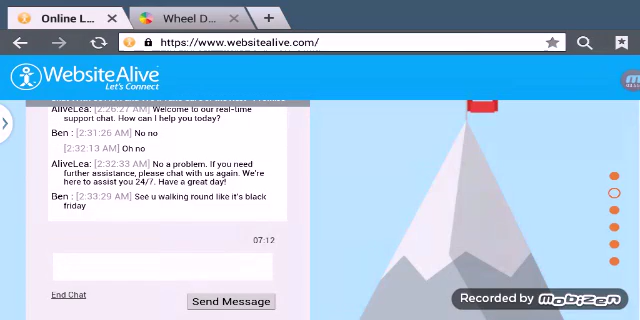 Online L... Wheel D...
https://www.websitealive.com/
WebsiteAlive
Let's Connect
AliveLea: [2:26:27 AM] Welcome to our real-time
support chat. How can I help you today?
Ben : [2:31:26 AM] No no
[2:32:13 AM] Oh no
AliveLea: [2:32:33 AM] No a problem. If you need
further assistance, please chat with us again. We're
here to assist you 24/7. Have a great day!
Ben : [2:33:29 AM] See u walking round like it's black
friday
07:12
End Chat
Send Message
Recorded by mobizen